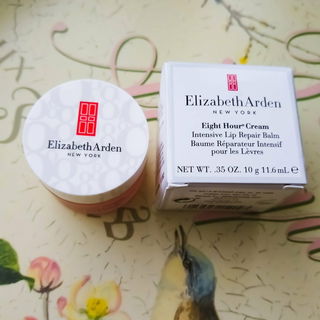 Elizabeth Arden
NEW YORK
Elizabeth Arden
NEW YORK
Eight Hour® Cream
Intensive Lip Repair Balm
Baume Réparateur Intensif
pour les Lèvres
NET WT. .35 OZ. 10 g 11.6 mL ℮